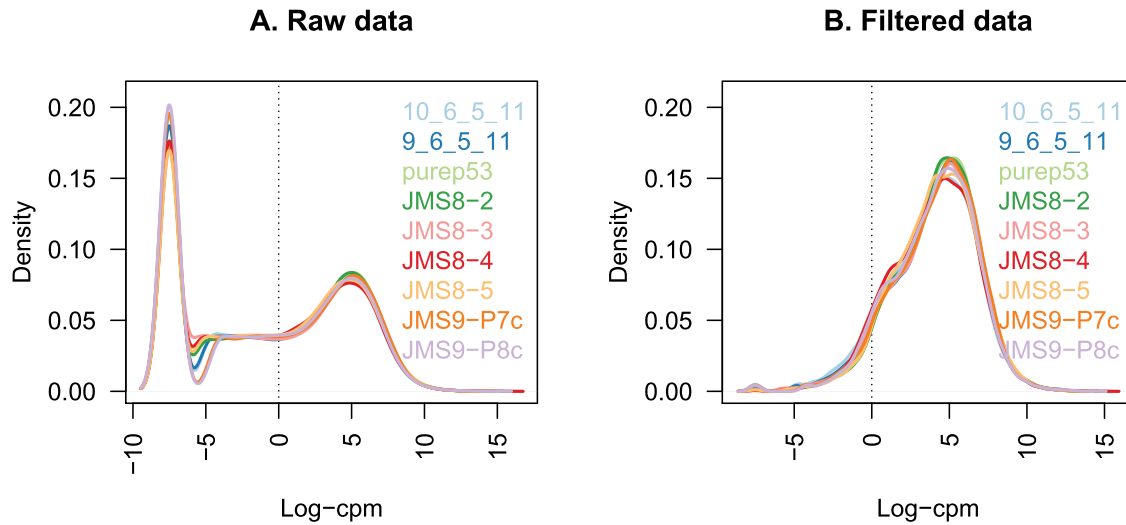 A. Raw data
Density
0.20
0.15
0.10
0.05
0.00
10_6_5_11
9_6_5_11
purep53
JMS8-2
JMS8-3
JMS8-4
JMS8-5
JMS9-P7c
JMS9-P8c
−10
−5
0
5
10
15
Log−cpm
B. Filtered data
Density
0.20
0.15
0.10
0.05
0.00
10_6_5_11
9_6_5_11
purep53
JMS8-2
JMS8-3
JMS8-4
JMS8-5
JMS9-P7c
JMS9-P8c
−5
0
5
10
15
Log−cpm